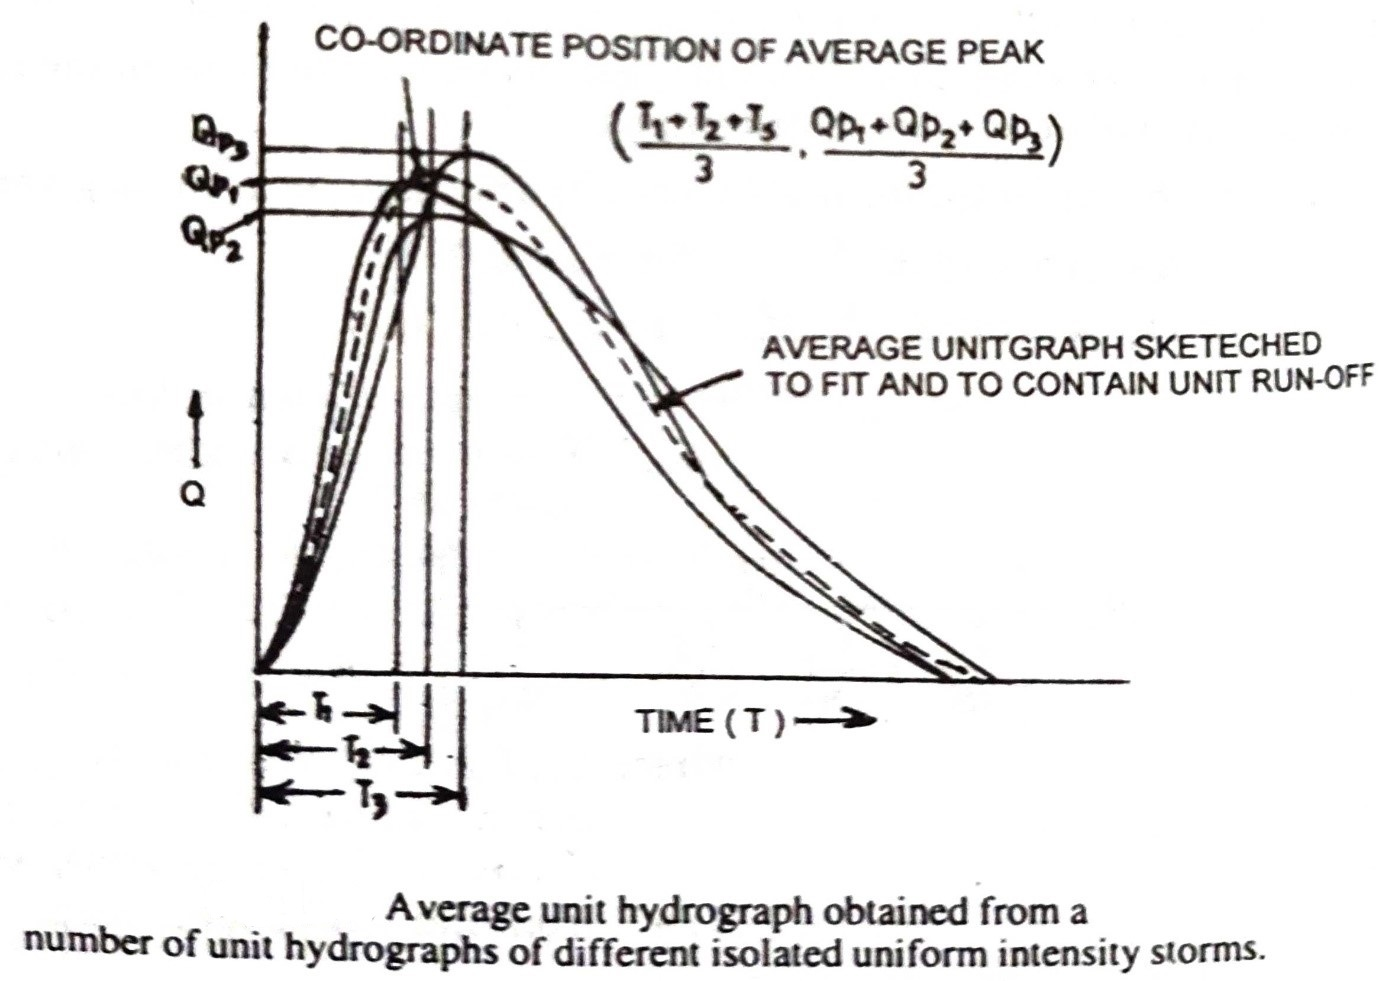 CO-ORDINATE POSITION OF AVERAGE PEAK
(T1+T2+T3/3, Qp1+Qp2+Qp3/3)
Qp3
Qp1
Qp2
AVERAGE UNITGRAPH SKETECHED
TO FIT AND TO CONTAIN UNIT RUN-OFF
Q
T1
TIME (T)
T2
T3
Average unit hydrograph obtained from a
number of unit hydrographs of different isolated uniform intensity storms.